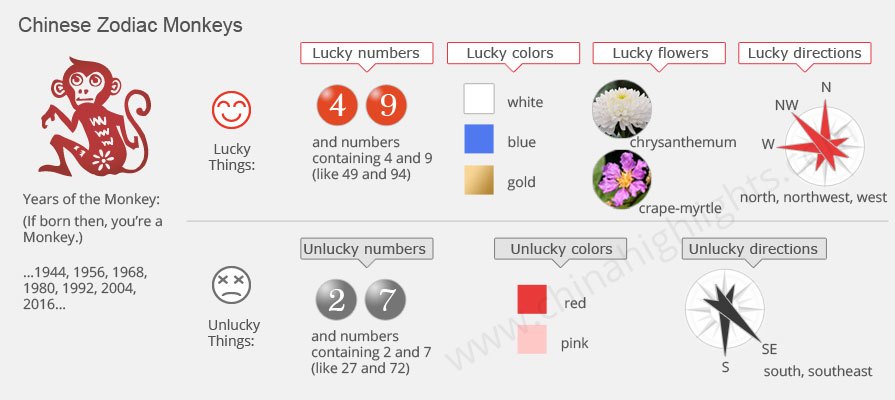 Chinese Zodiac Monkeys
Years of the Monkey:
(If born then, you're a
Monkey.)
...1944, 1956, 1968,
1980, 1992, 2004,
2016...
Lucky
Things:
Lucky numbers
4 9
and numbers
containing 4 and 9
(like 49 and 94)
Lucky colors
white
blue
gold
Lucky flowers
chrysanthemum
crape-myrtle
Lucky directions
N
NW
W
north, northwest, west
Unlucky
Things:
Unlucky numbers
2 7
and numbers
containing 2 and 7
(like 27 and 72)
Unlucky colors
red
pink
Unlucky directions
SE
S
south, southeast